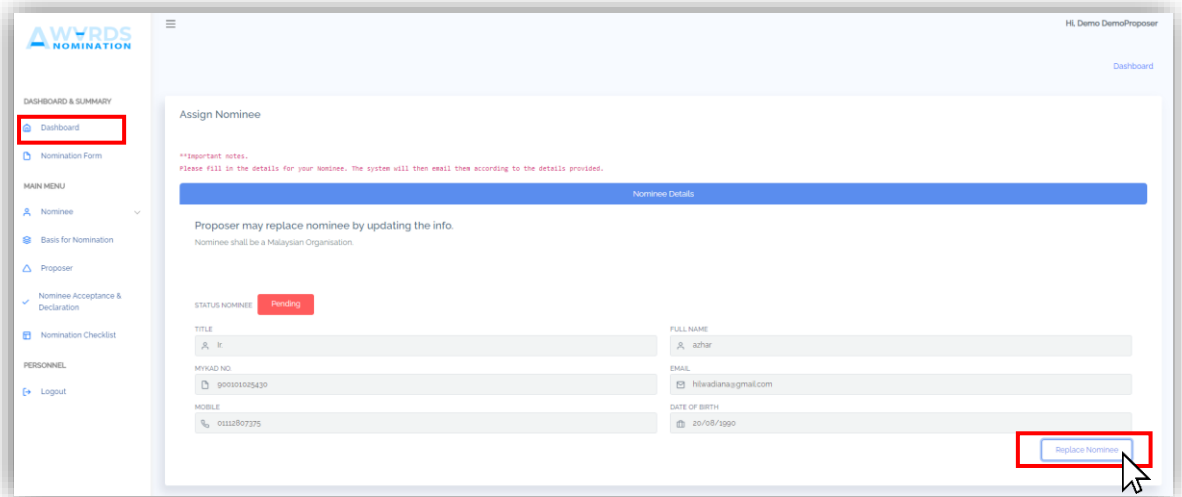 AWARDS
NOMINATION
Hi, Demo DemoProposer
Dashboard
DASHBOARD & SUMMARY
Dashboard
Nomination Form
MAIN MENU
Nominee
Basis for Nomination
Proposer
Nominee Acceptance &
Declaration
Nomination Checklist
PERSONNEL
Logout
Assign Nominee
**Important notes.
Please fill in the details for your Nominee. The system will then email them according to the details provided.
Nominee Details
Proposer may replace nominee by updating the info.
Nominee shall be a Malaysian Organisation.
STATUS NOMINEE Pending
TITLE
Ir.
FULL NAME
azhar
MYKAD NO.
900101025430
EMAIL
hilwadiana@gmail.com
MOBILE
01112807375
DATE OF BIRTH
20/08/1990
Replace Nominee